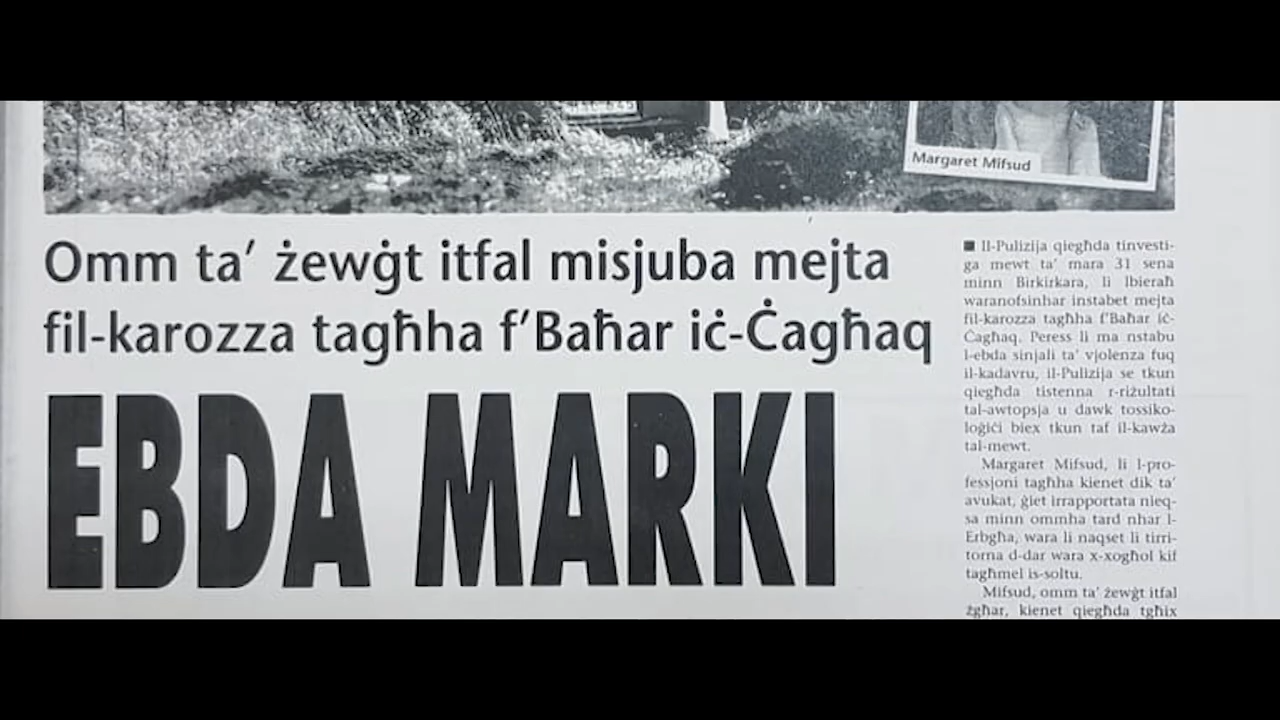 Margaret Mifsud
Omm ta’ żewġt itfal misjuba mejta
fil-karozza tagħha f’Baħar iċ-Ċagħaq
EBDA MARKI
■ Il-Pulizija qiegħda tinvesti-
ga mewt ta’ mara 31 sena
minn Birkirkara, li lbieraħ
waranofsinhar instabet mejta
fil-karozza tagħha f’Baħar iċ-
Ċagħaq. Peress li ma nstabu
l-ebda sinjali ta’ vjolenza fuq
il-kadavru, il-Pulizija se tkun
qiegħda tistenna r-riżultati
tal-awtopsja u dawk tossiko-
loġiċi biex tkun taf il-kawża
tal-mewt.
Margaret Mifsud, li l-pro-
fessjoni tagħha kienet dik ta’
avukat, ġiet irrapportata nieq-
sa minn ommha tard nhar l-
Erbgħa, wara li naqset li tirri-
torna d-dar wara x-xogħol kif
tagħmel is-soltu.
Mifsud, omm ta’ żewġt itfal
żgħar, kienet qiegħda tgħix